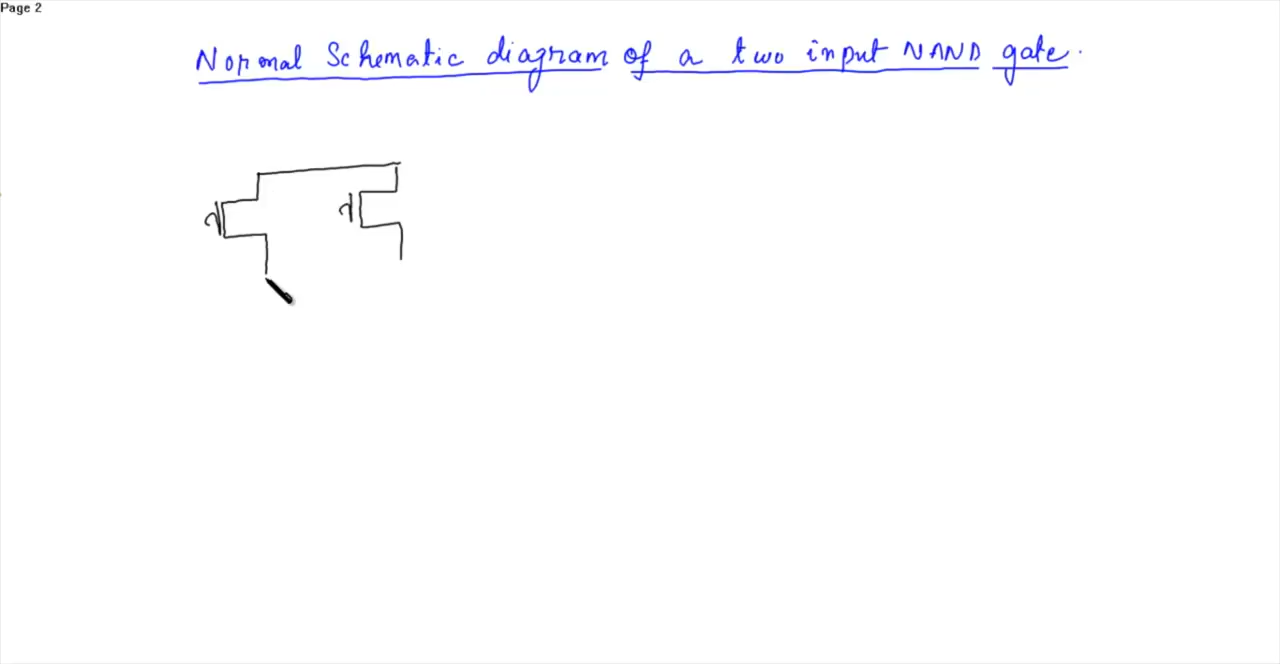 Page 2
Normal Schematic diagram of a two input NAND gate.